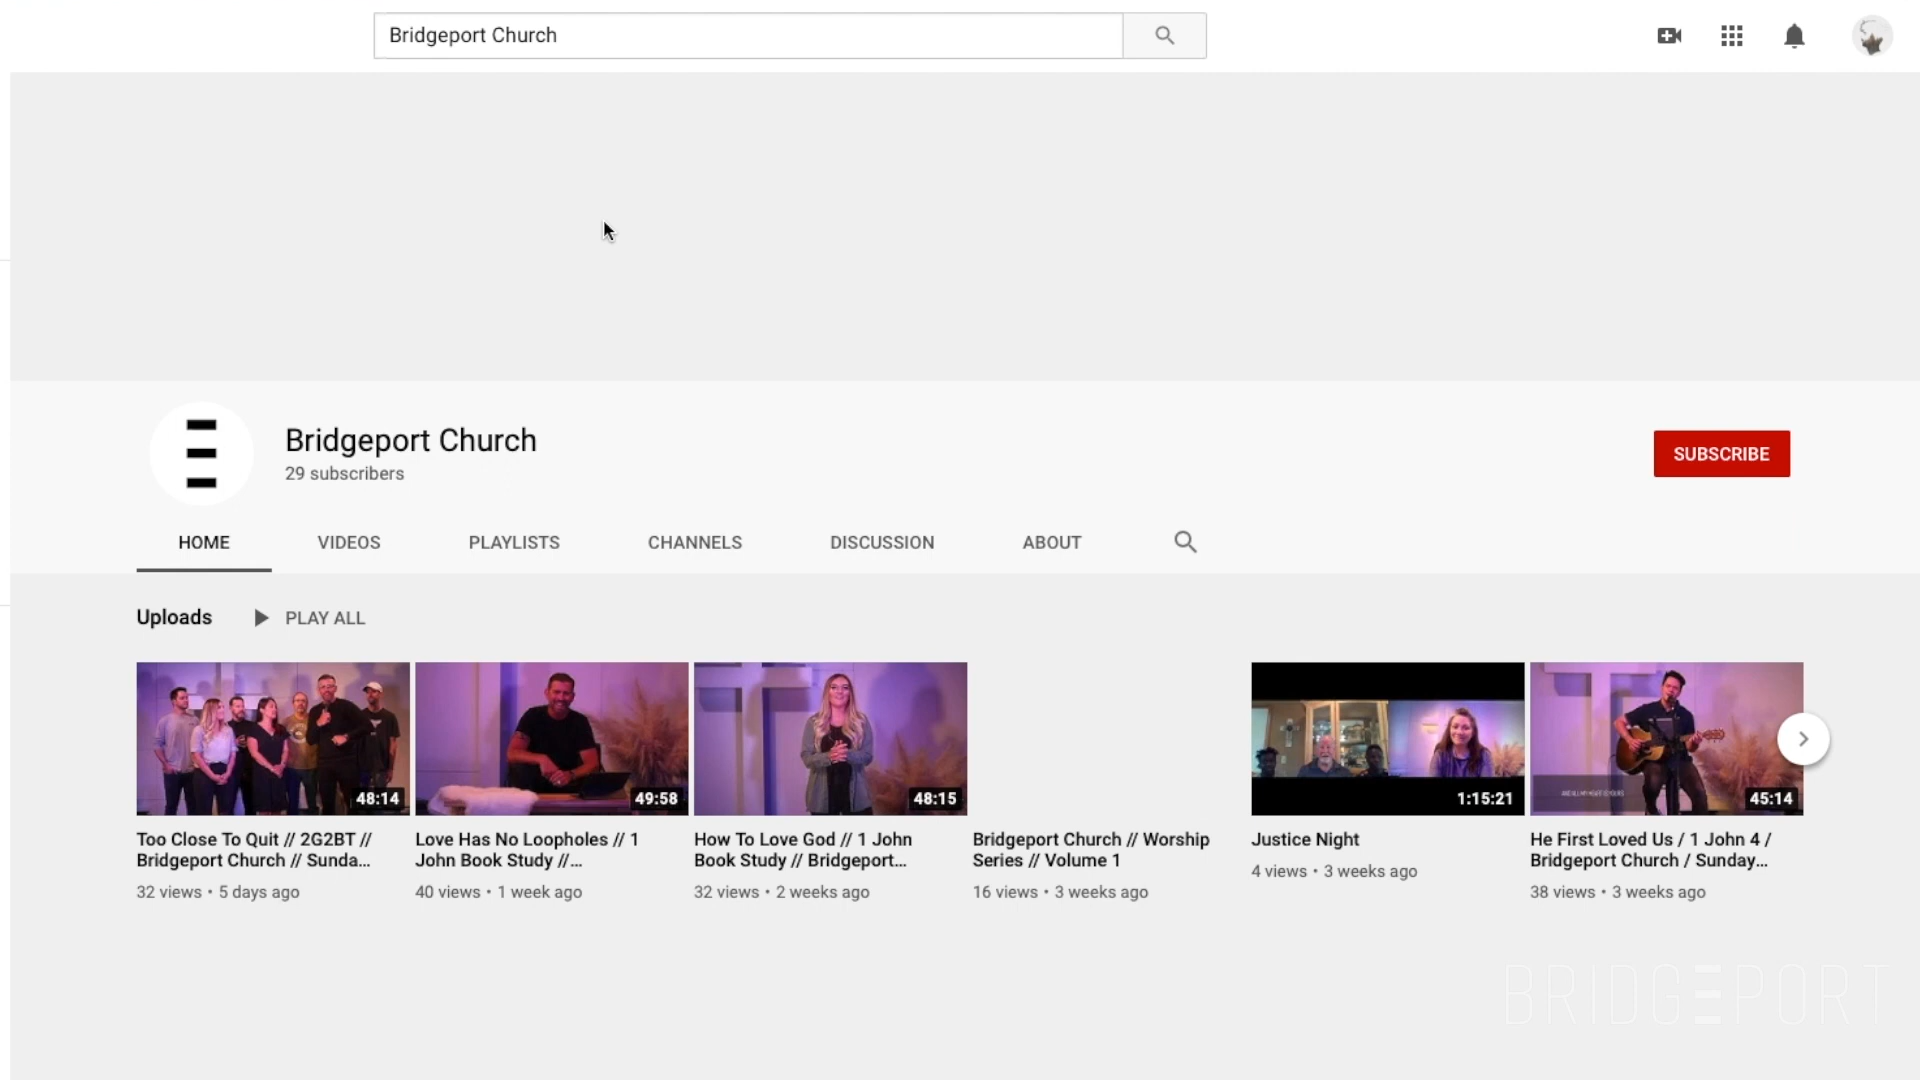 Bridgeport Church
Bridgeport Church
29 subscribers
SUBSCRIBE
HOME
VIDEOS
PLAYLISTS
CHANNELS
DISCUSSION
ABOUT
Uploads
PLAY ALL
48:14
49:58
48:15
1:15:21
45:14
Too Close To Quit // 2G2BT //
Bridgeport Church // Sunda...
32 views • 5 days ago
Love Has No Loopholes // 1
John Book Study //...
40 views • 1 week ago
How To Love God // 1 John
Book Study // Bridgeport...
32 views • 2 weeks ago
Bridgeport Church // Worship
Series // Volume 1
16 views • 3 weeks ago
Justice Night
4 views • 3 weeks ago
He First Loved Us / 1 John 4 /
Bridgeport Church / Sunday...
38 views • 3 weeks ago
BRIDGEPORT